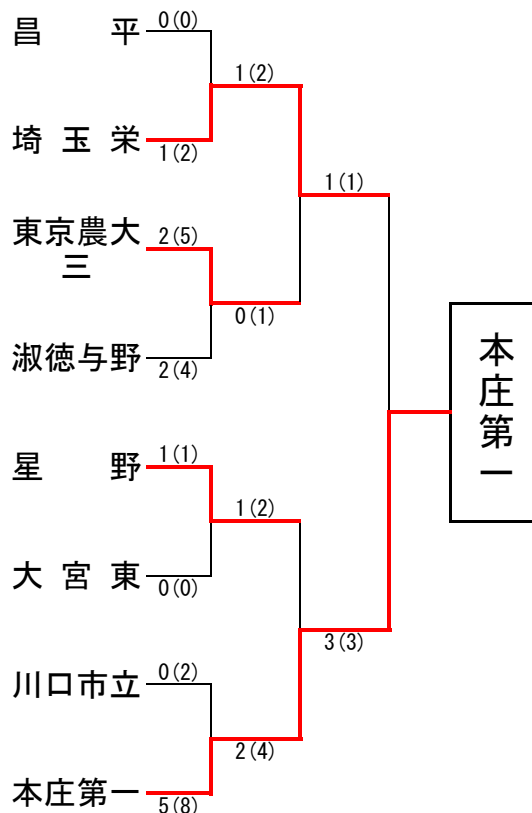 昌平
0(0)
1(2)
埼玉栄
1(2)
1(1)
東京農大
三
2(5)
0(1)
淑徳与野
2(4)
本庄第一
星野
1(1)
1(2)
大宮東
0(0)
3(3)
川口市立
0(2)
2(4)
本庄第一
5(8)